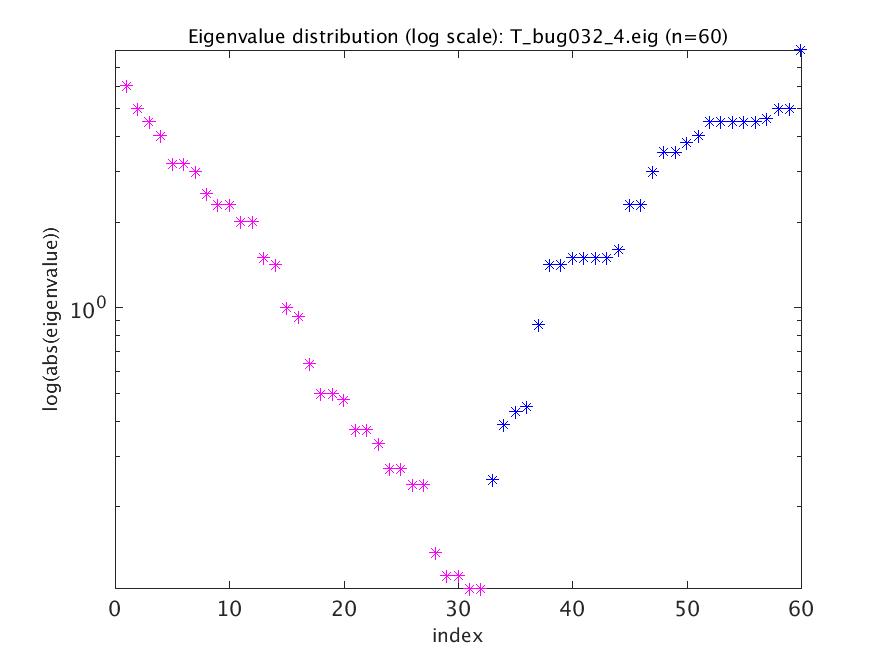 Eigenvalue distribution (log scale): T_bug032_4.eig (n=60)
log(abs(eigenvalue))
10^0
0 10 20 30 40 50 60
index